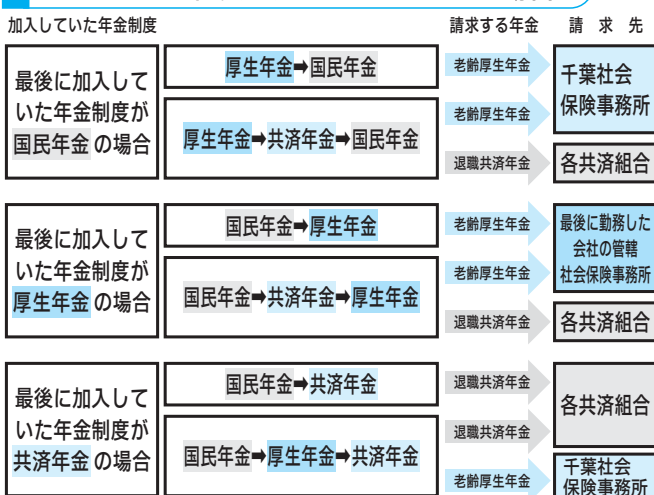 加入していた年金制度
請求する年金
請求先
最後に加入して
いた年金制度が
国民年金の場合
厚生年金➡国民年金
厚生年金➡共済年金➡国民年金
老齢厚生年金
老齢厚生年金
退職共済年金
千葉社会
保険事務所
各共済組合
最後に加入して
いた年金制度が
厚生年金の場合
国民年金➡厚生年金
国民年金➡共済年金➡厚生年金
老齢厚生年金
老齢厚生年金
退職共済年金
最後に勤務した
会社の管轄
社会保険事務所
各共済組合
最後に加入して
いた年金制度が
共済年金の場合
国民年金➡共済年金
国民年金➡厚生年金➡共済年金
退職共済年金
退職共済年金
老齢厚生年金
各共済組合
千葉社会
保険事務所